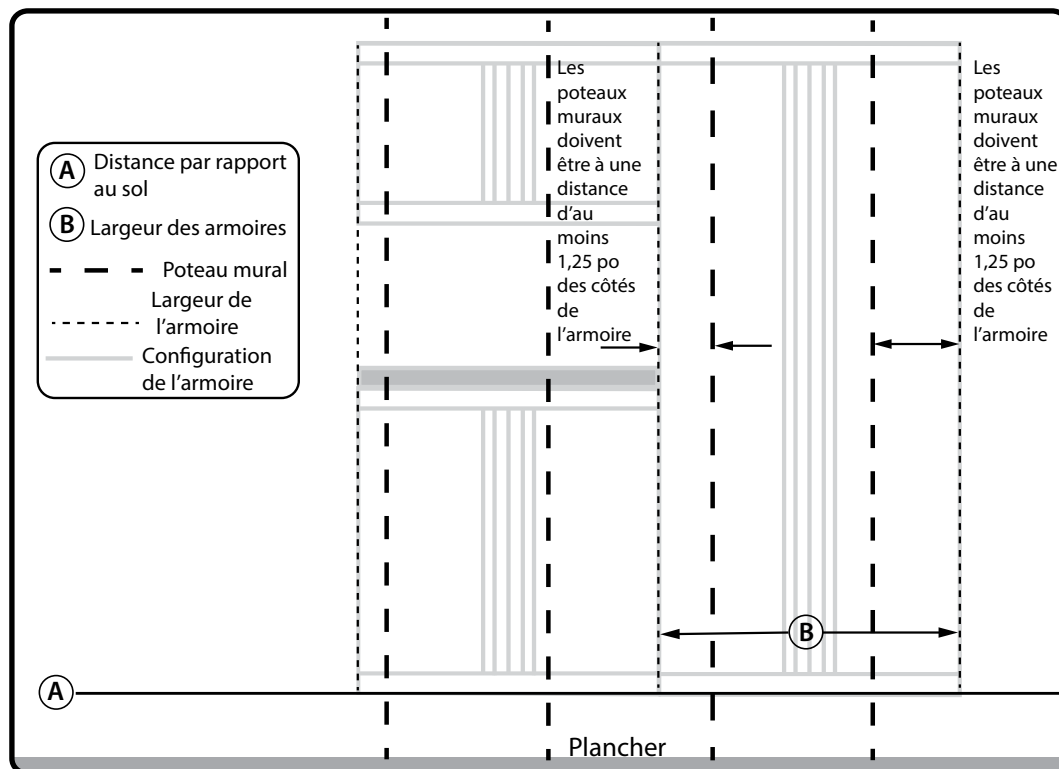 A Distance par rapport
au sol
B Largeur des armoires
Poteau mural
Largeur de
l'armoire
Configuration
de l'armoire
Les
poteaux
muraux
doivent
être à une
distance
d'au
moins
1,25 po
des côtés
de
l'armoire
Les
poteaux
muraux
doivent
être à une
distance
d'au
moins
1,25 po
des côtés
de
l'armoire
B
A
Plancher